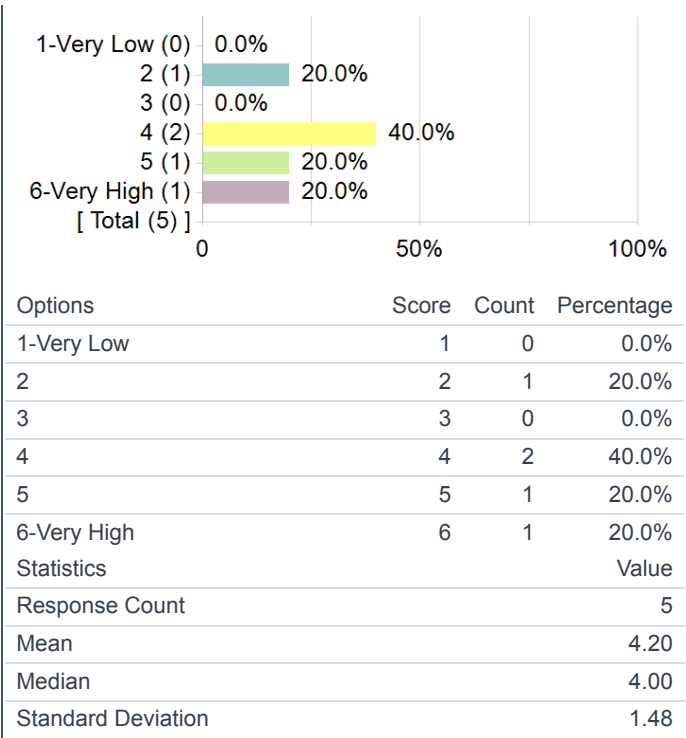 1-Very Low (0) 0.0%
2 (1) 20.0%
3 (0) 0.0%
4 (2) 40.0%
5 (1) 20.0%
6-Very High (1) 20.0%
[ Total (5) ]
0 50% 100%
Options Score Count Percentage
1-Very Low 1 0 0.0%
2 2 1 20.0%
3 3 0 0.0%
4 4 2 40.0%
5 5 1 20.0%
6-Very High 6 1 20.0%
Statistics Value
Response Count 5
Mean 4.20
Median 4.00
Standard Deviation 1.48